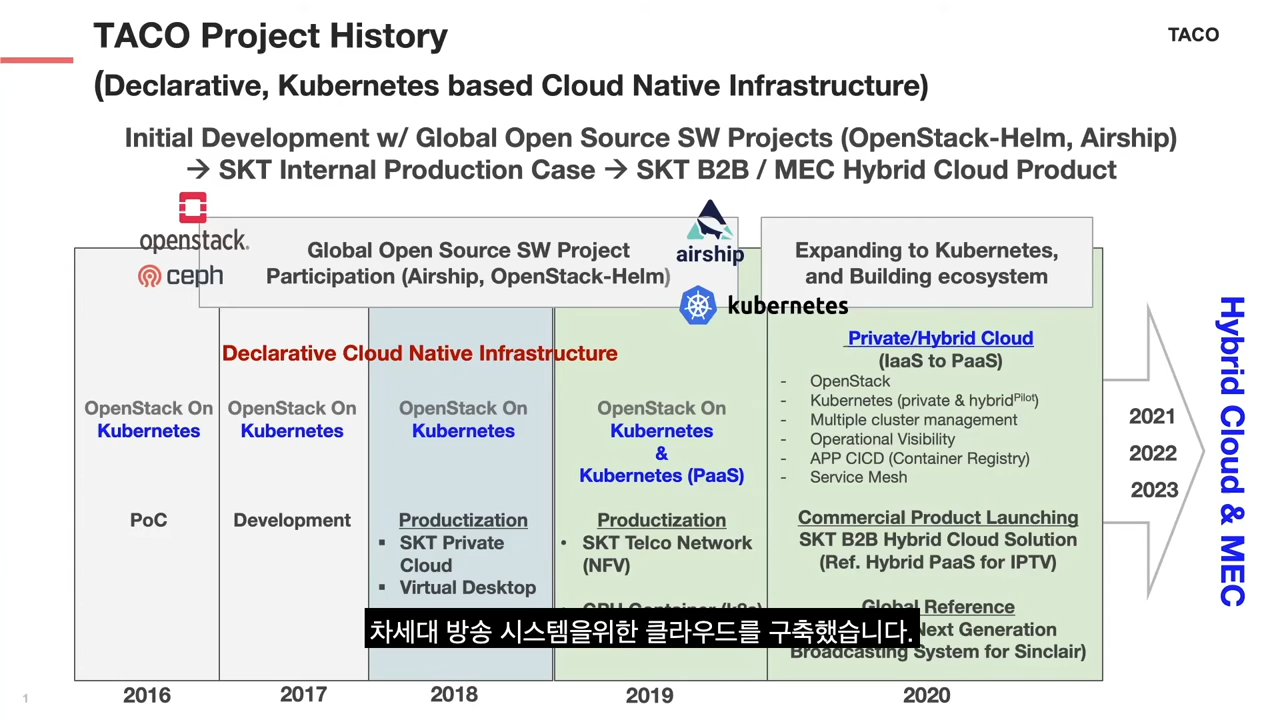 TACO Project History
TACO
(Declarative, Kubernetes based Cloud Native Infrastructure)
Initial Development w/ Global Open Source SW Projects (OpenStack-Helm, Airship)
→ SKT Internal Production Case → SKT B2B / MEC Hybrid Cloud Product
openstack.
ceph
Global Open Source SW Project
Participation (Airship, OpenStack-Helm)
airship
kubernetes
Expanding to Kubernetes,
and Building ecosystem
Declarative Cloud Native Infrastructure
OpenStack On
Kubernetes
PoC
2016
OpenStack On
Kubernetes
Development
2017
OpenStack On
Kubernetes
Productization
▪ SKT Private
Cloud
▪ Virtual Desktop
2018
OpenStack On
Kubernetes
&
Kubernetes (PaaS)
Productization
• SKT Telco Network
(NFV)
2019
Private/Hybrid Cloud
(IaaS to PaaS)
- OpenStack
- Kubernetes (private & hybridPilot)
- Multiple cluster management
- Operational Visibility
- APP CICD (Container Registry)
- Service Mesh
Commercial Product Launching
SKT B2B Hybrid Cloud Solution
(Ref. Hybrid PaaS for IPTV)
Global Reference
Next Generation
Broadcasting System for Sinclair)
2020
2021
2022
2023
Hybrid Cloud & MEC
차세대 방송 시스템을위한 클라우드를 구축했습니다.
1